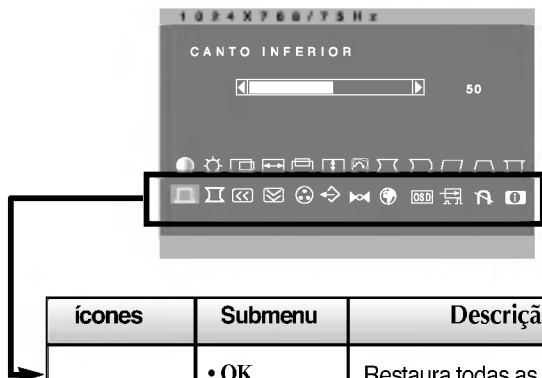 1024X768/75Hz
CANTO INFERIOR
50
OSD
ícones Submenu Descriçã
• OK Restaura todas as